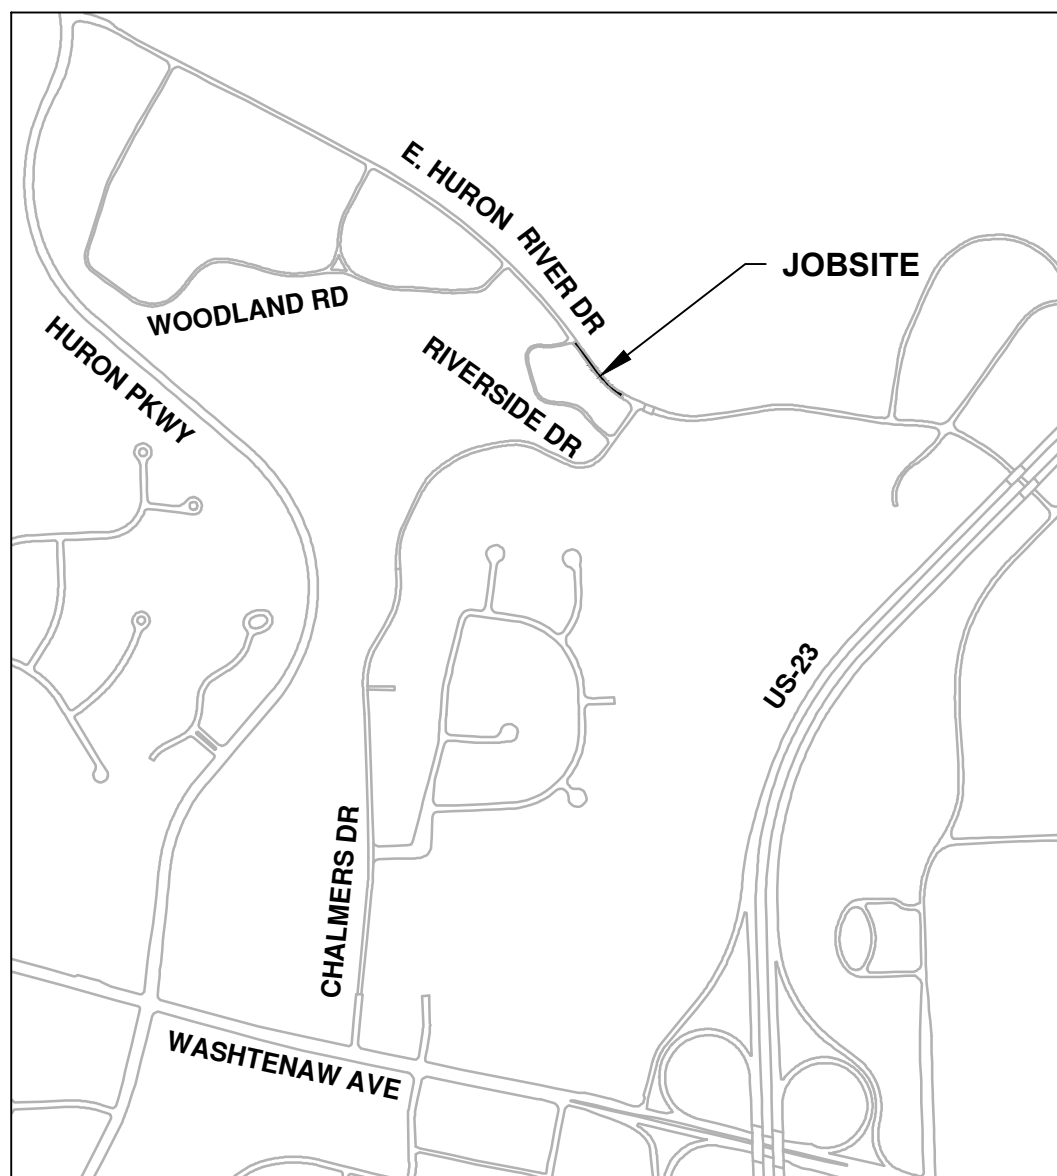 E. HURON RIVER DR
JOBSITE
WOODLAND RD
HURON PKWY
RIVERSIDE DR
US-23
CHALMERS DR
WASHTENAW AVE